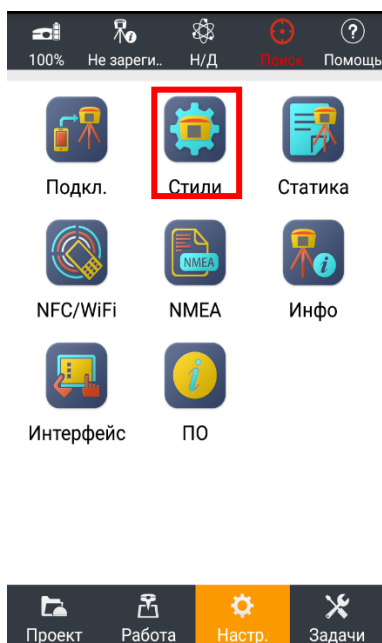 100% Не зареги.. Н/Д Поиск Помощь
Подкл. Стили Статика
NMEA
NFC/WiFi NMEA Инфо
Интерфейс ПО
Проект Работа Настр. Задачи